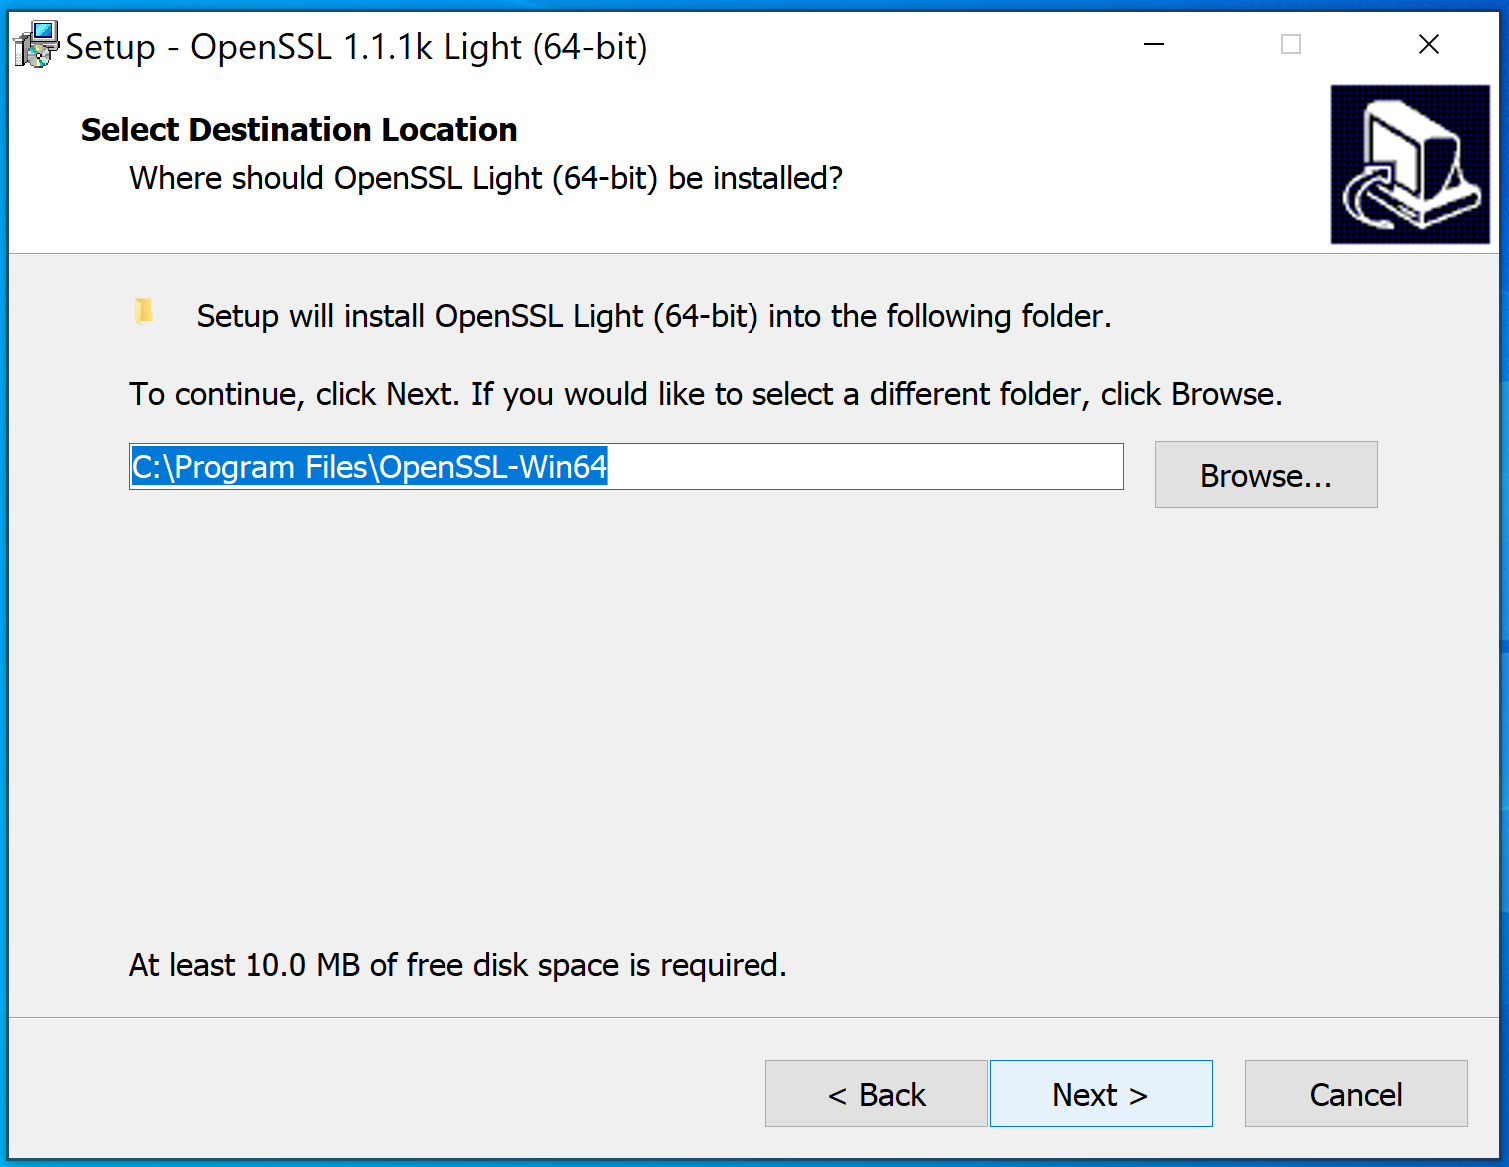 Setup - OpenSSL 1.1.1k Light (64-bit)
Select Destination Location
Where should OpenSSL Light (64-bit) be installed?
Setup will install OpenSSL Light (64-bit) into the following folder.
To continue, click Next. If you would like to select a different folder, click Browse.
C:\Program Files\OpenSSL-Win64
Browse...
At least 10.0 MB of free disk space is required.
< Back
Next >
Cancel